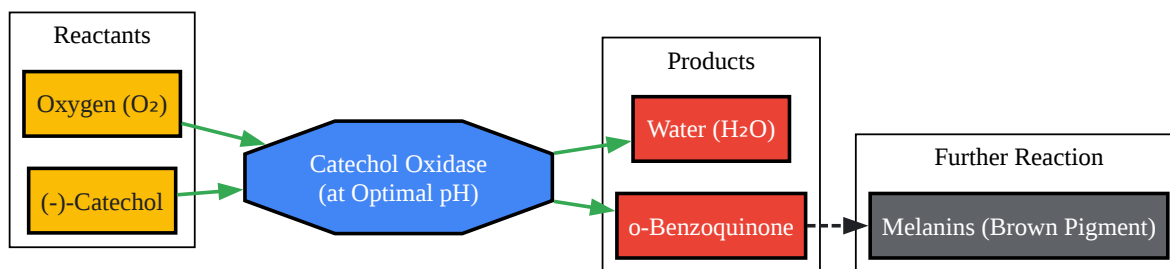 Reactants
Oxygen (O₂)
(-)-Catechol
Catechol Oxidase
(at Optimal pH)
Products
Water (H₂O)
o-Benzoquinone
Further Reaction
Melanins (Brown Pigment)